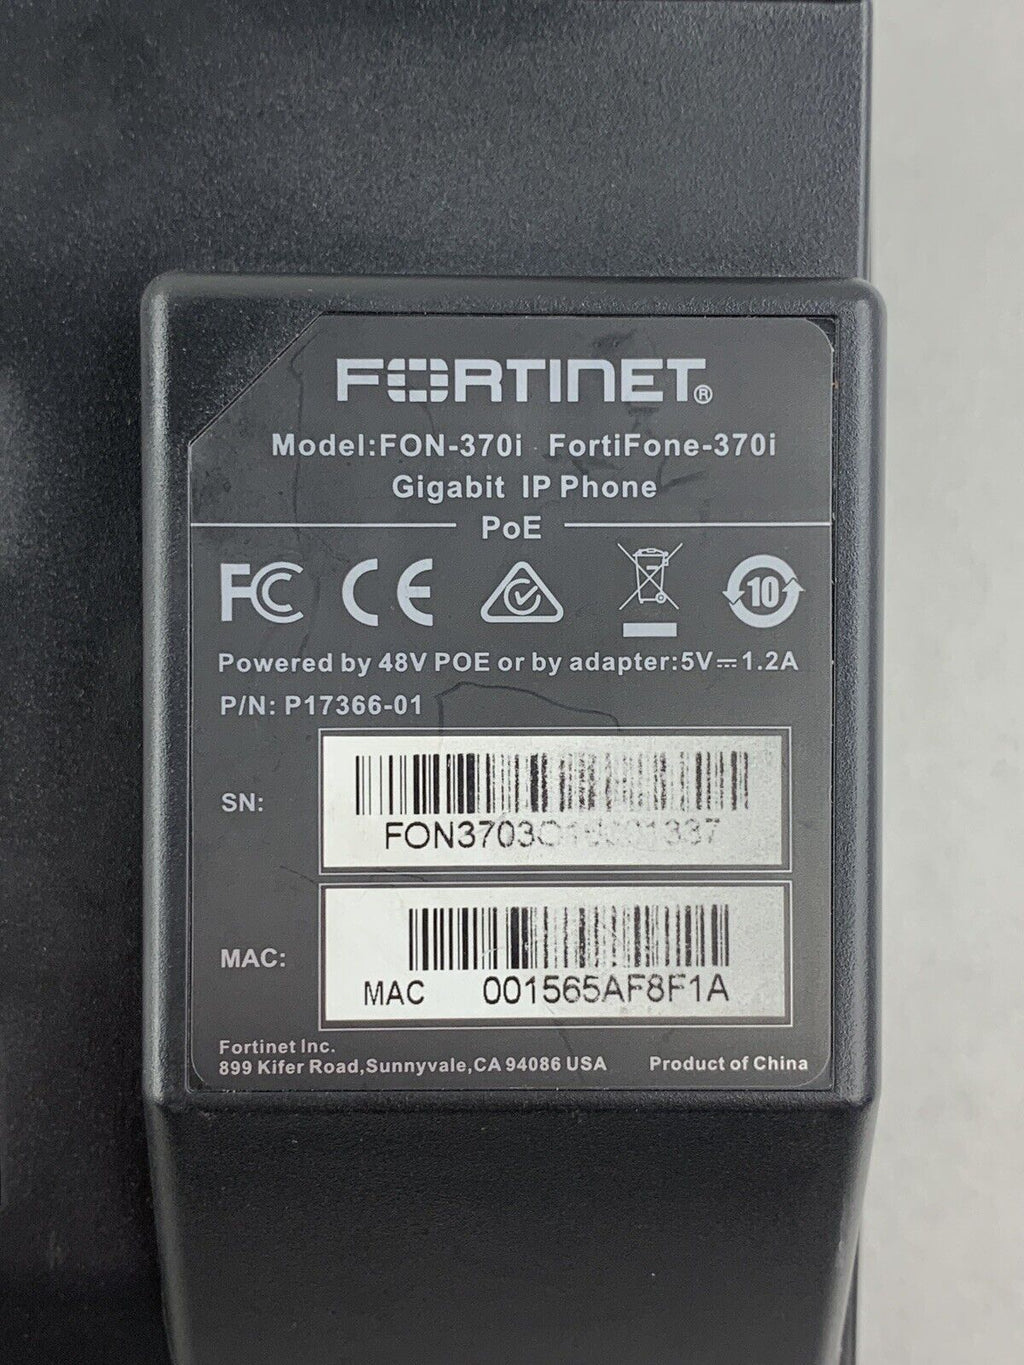 FORTINET®
Model:FON-370i FortiFone-370i
Gigabit IP Phone
PoE
FC CE
10
Powered by 48V POE or by adapter:5V⎓1.2A
P/N: P17366-01
SN:
MAC:
MAC 001565AF8F1A
Fortinet Inc.
899 Kifer Road,Sunnyvale,CA 94086 USA Product of China